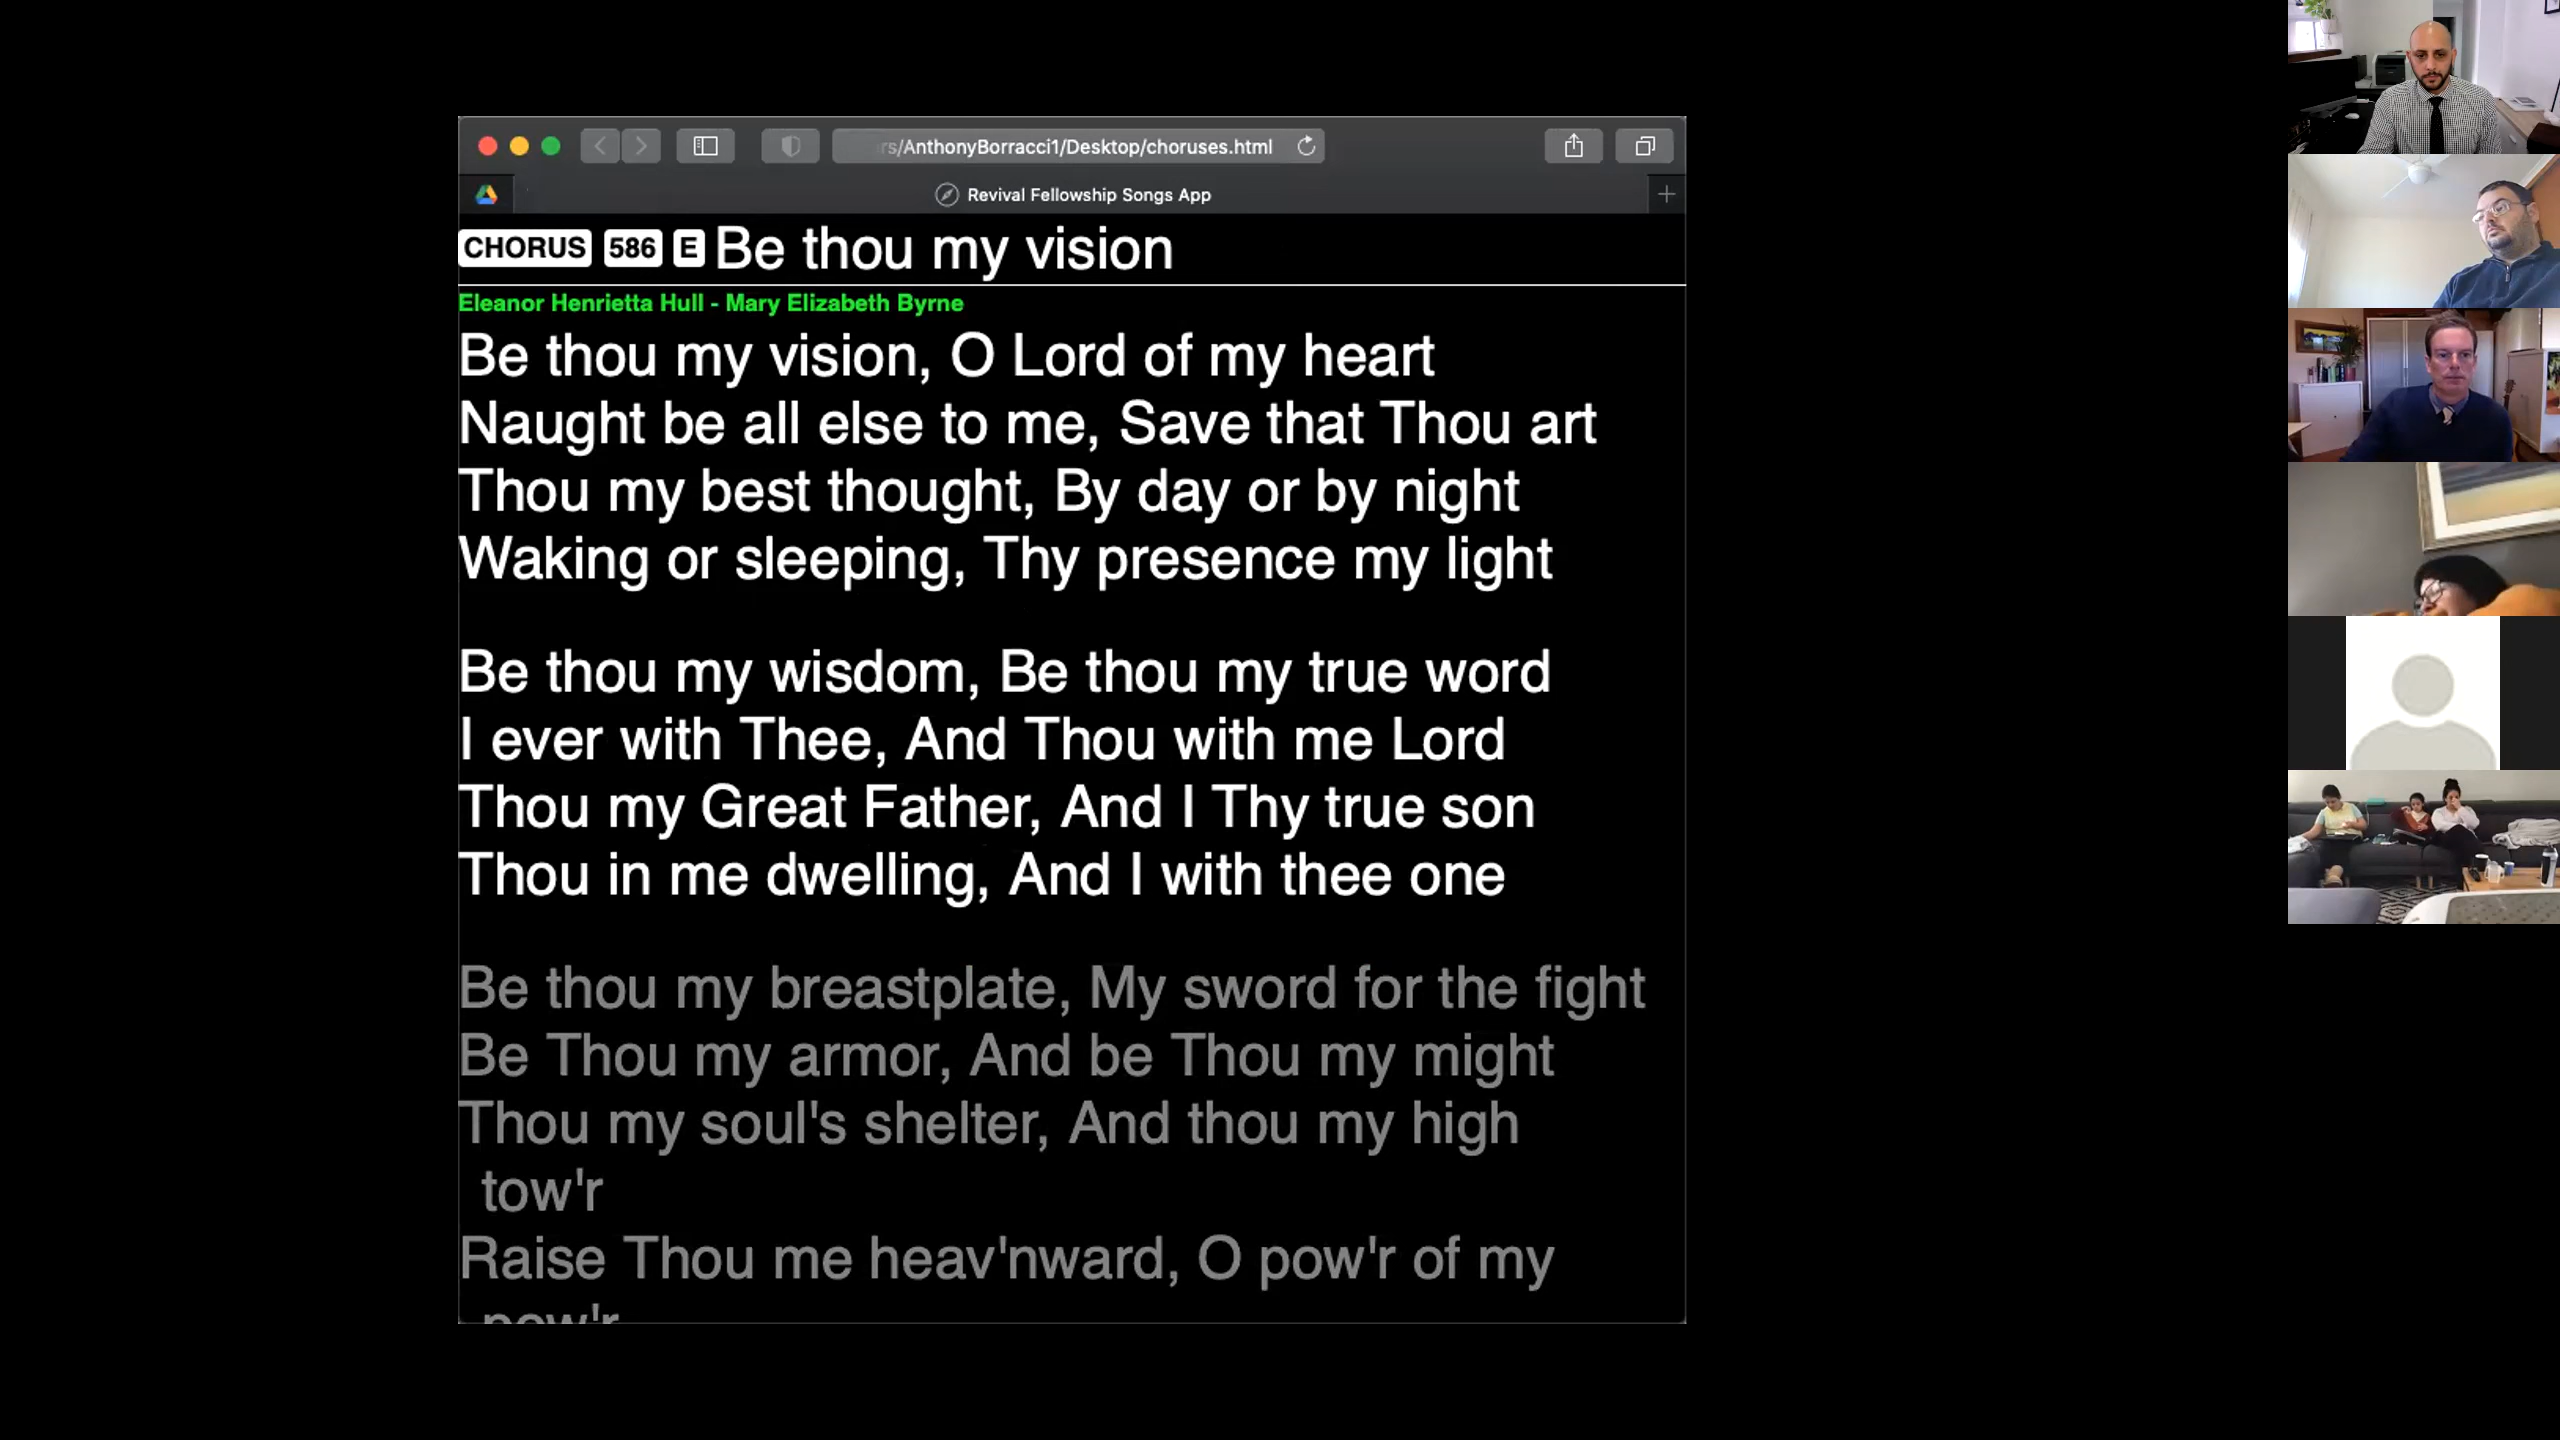 rs/AnthonyBorracci1/Desktop/choruses.html
Revival Fellowship Songs App
CHORUS 586 E Be thou my vision
Eleanor Henrietta Hull - Mary Elizabeth Byrne
Be thou my vision, O Lord of my heart
Naught be all else to me, Save that Thou art
Thou my best thought, By day or by night
Waking or sleeping, Thy presence my light
Be thou my wisdom, Be thou my true word
I ever with Thee, And Thou with me Lord
Thou my Great Father, And I Thy true son
Thou in me dwelling, And I with thee one
Be thou my breastplate, My sword for the fight
Be Thou my armor, And be Thou my might
Thou my soul's shelter, And thou my high
tow'r
Raise Thou me heav'nward, O pow'r of my
pow'r